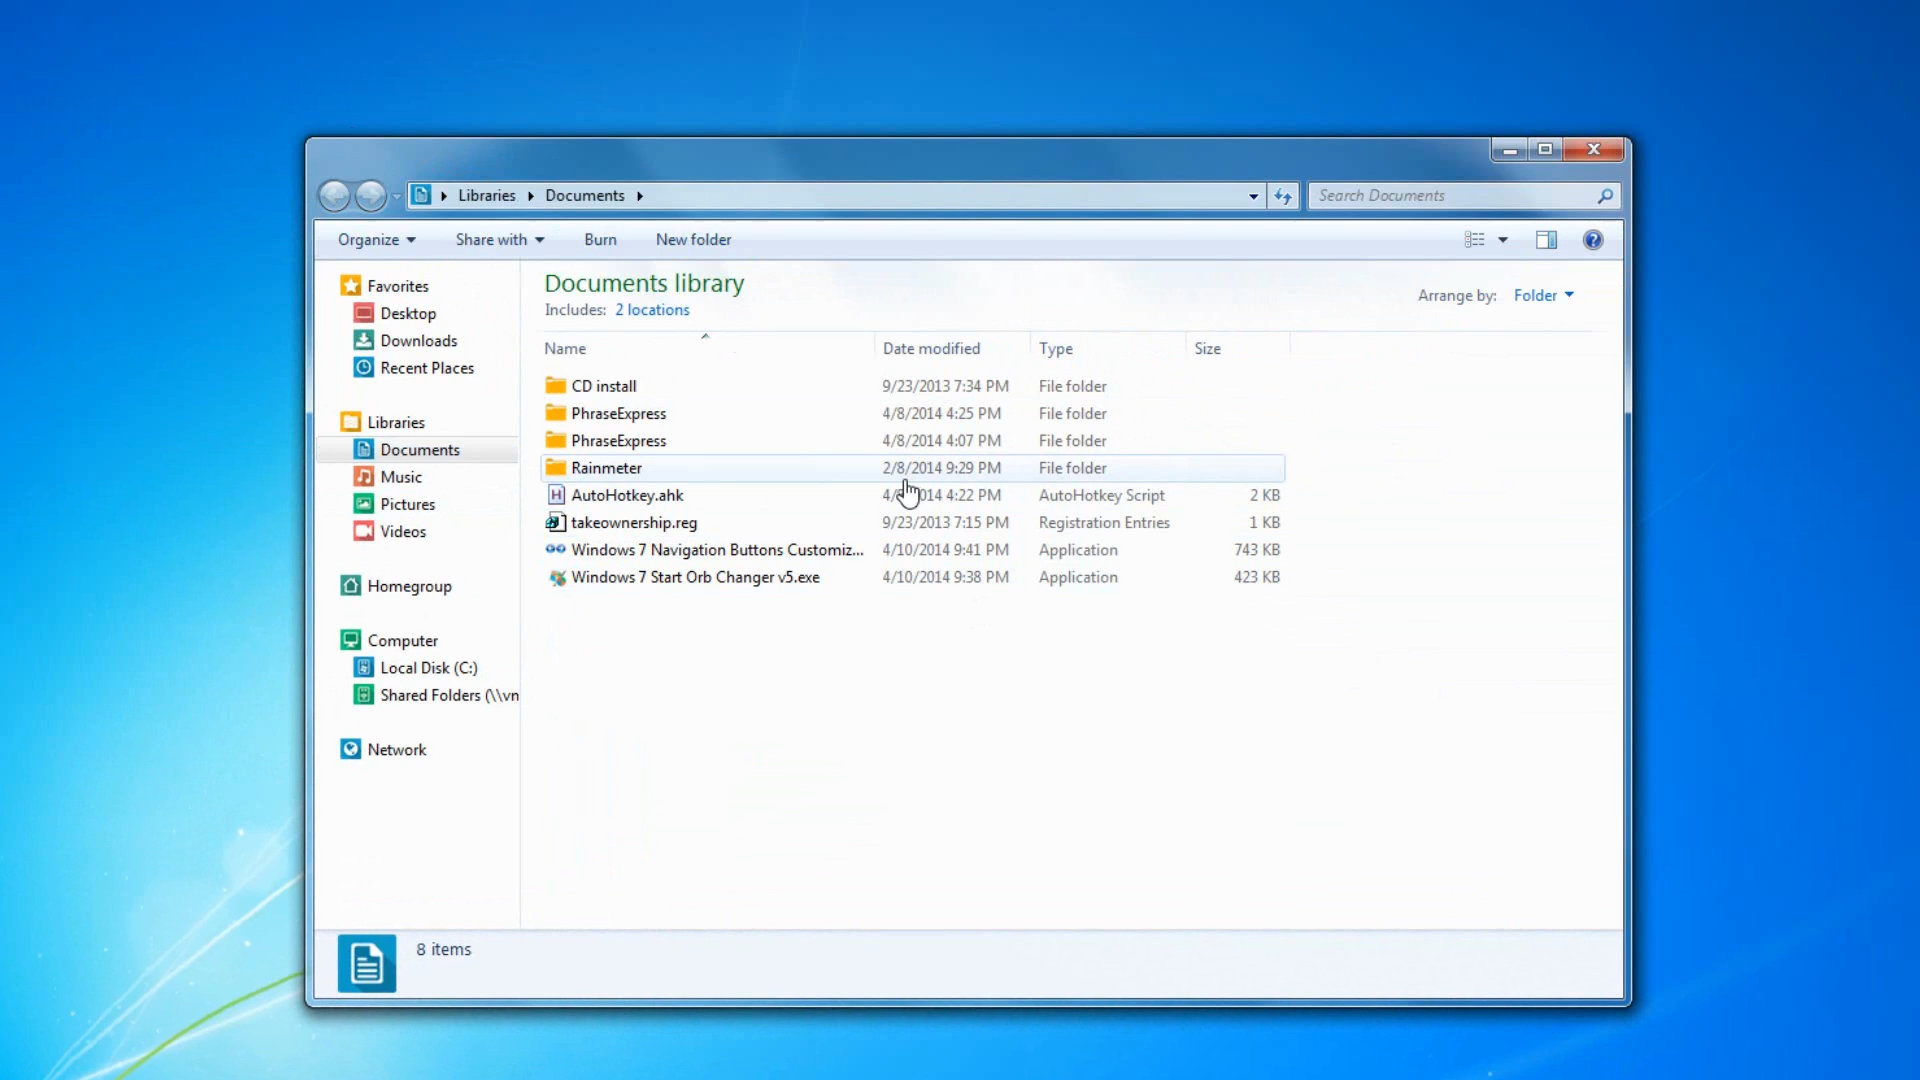 Libraries Documents
Search Documents
Organize Share with Burn New folder
Favorites
Desktop
Downloads
Recent Places
Libraries
Documents
Music
Pictures
Videos
Homegroup
Computer
Local Disk (C:)
Shared Folders (\\vn
Network
Documents library
Includes: 2 locations
Arrange by: Folder
Name Date modified Type Size
CD install 9/23/2013 7:34 PM File folder
PhraseExpress 4/8/2014 4:25 PM File folder
PhraseExpress 4/8/2014 4:07 PM File folder
Rainmeter 2/8/2014 9:29 PM File folder
AutoHotkey.ahk 4:22 PM AutoHotkey Script 2 KB
takeownership.reg 9/23/2013 7:15 PM Registration Entries 1 KB
Windows 7 Navigation Buttons Customiz... 4/10/2014 9:41 PM Application 743 KB
Windows 7 Start Orb Changer v5.exe 4/10/2014 9:38 PM Application 423 KB
8 items